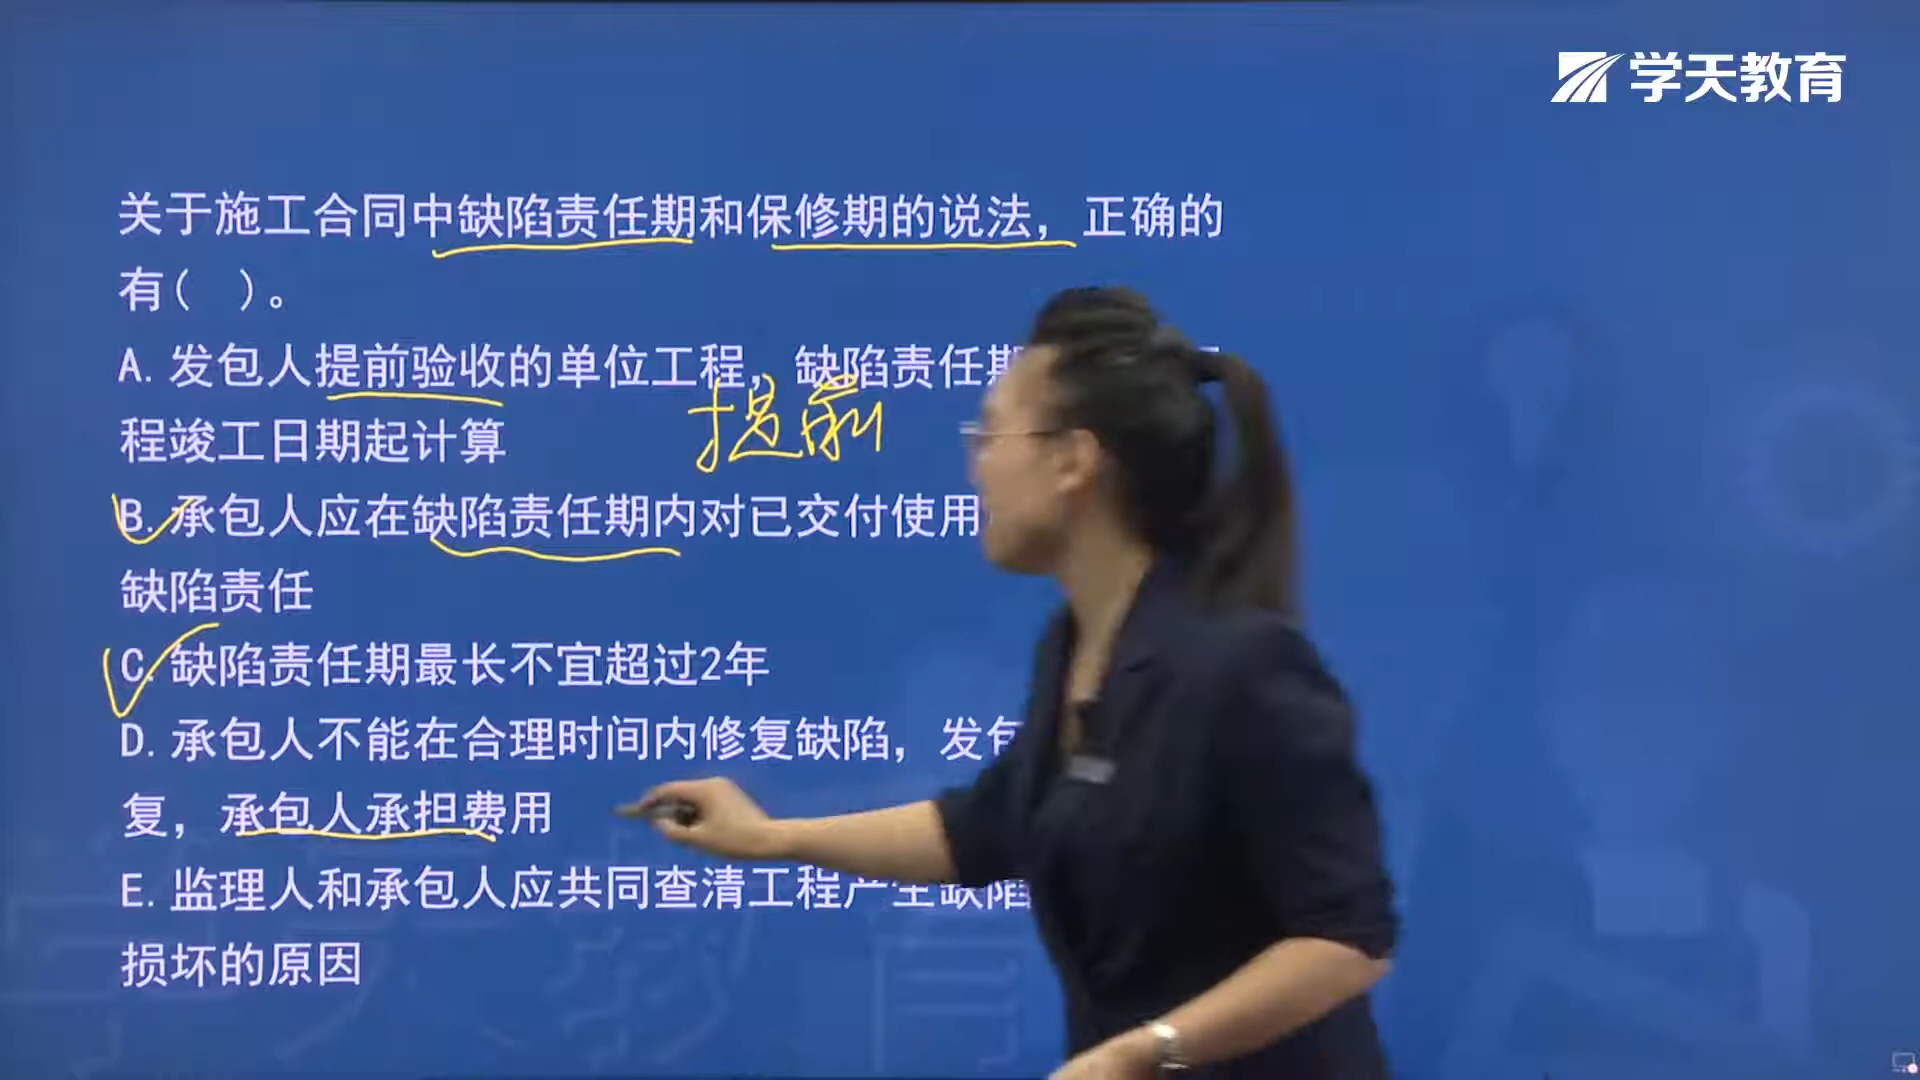 学天教育
关于施工合同中缺陷责任期和保修期的说法，正确的
有( )。
A.发包人提前验收的单位工程，缺陷责任期
程竣工日期起计算
提前
B.承包人应在缺陷责任期内对已交付使用
缺陷责任
C.缺陷责任期最长不宜超过2年
D.承包人不能在合理时间内修复缺陷，发包
复，承包人承担费用
E.监理人和承包人应共同查清工程产生缺陷
损坏的原因